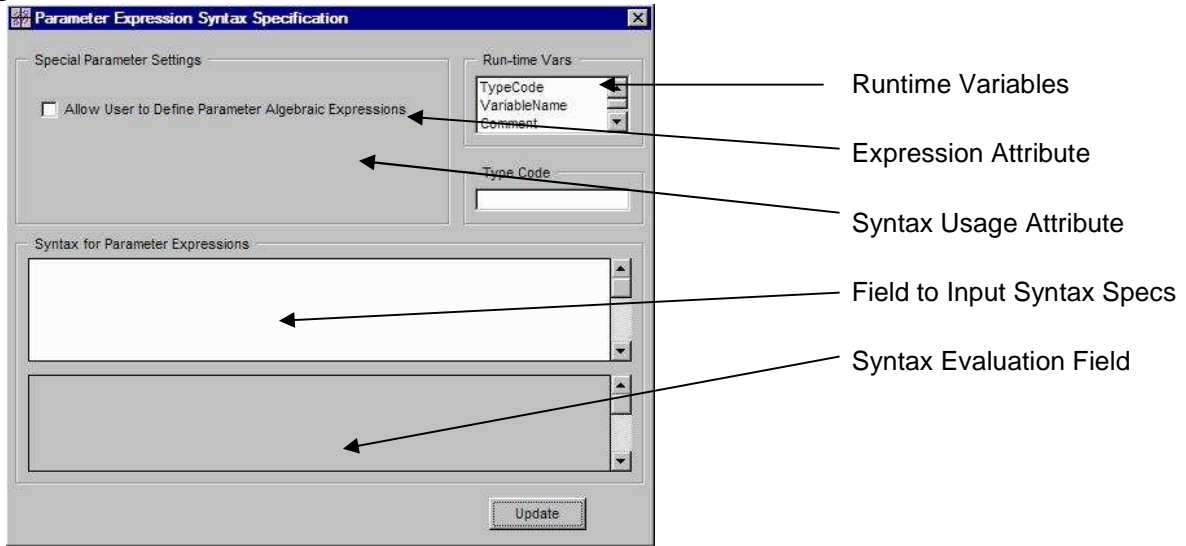 Parameter Expression Syntax Specification
Special Parameter Settings
Allow User to Define Parameter Algebraic Expressions
Run-time Vars
TypeCode
VariableName
Comment
Type Code
Syntax for Parameter Expressions
Update
Runtime Variables
Expression Attribute
Syntax Usage Attribute
Field to Input Syntax Specs
Syntax Evaluation Field